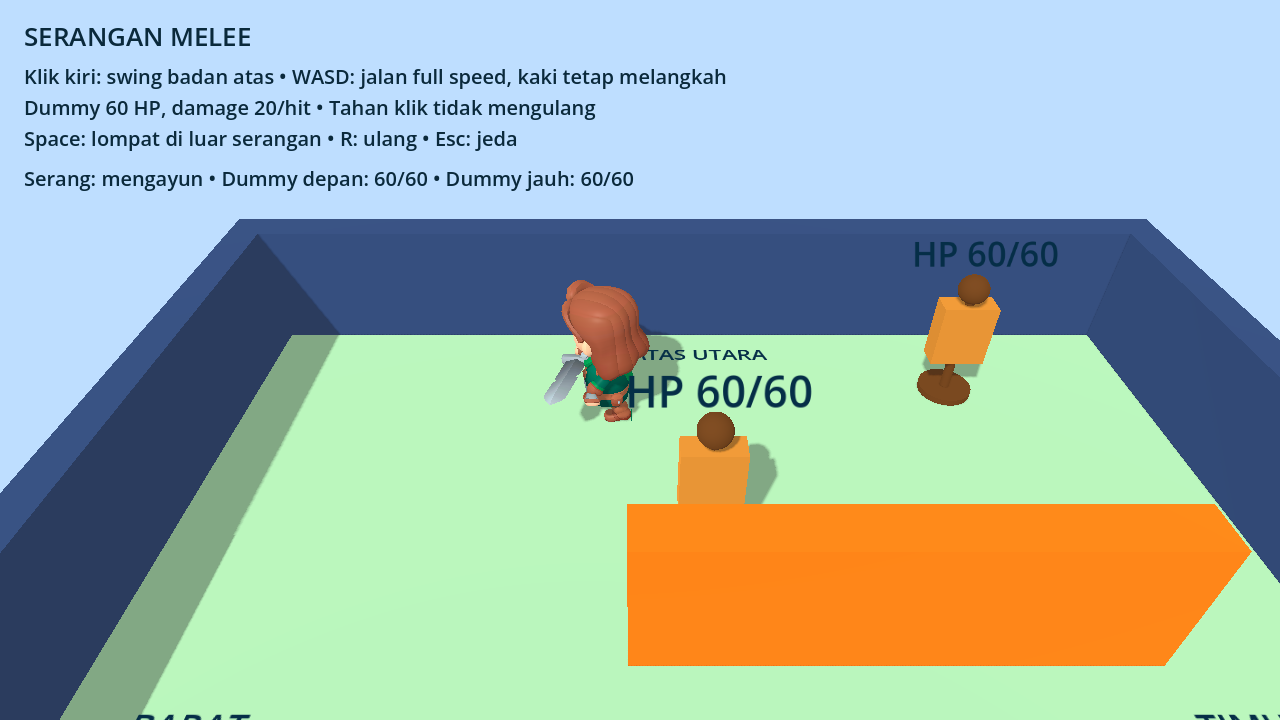 SERANGAN MELEE
Klik kiri: swing badan atas • WASD: jalan full speed, kaki tetap melangkah
Dummy 60 HP, damage 20/hit • Tahan klik tidak mengulang
Space: lompat di luar serangan • R: ulang • Esc: jeda
Serang: mengayun • Dummy depan: 60/60 • Dummy jauh: 60/60
HP 60/60
UTARA
HP 60/60